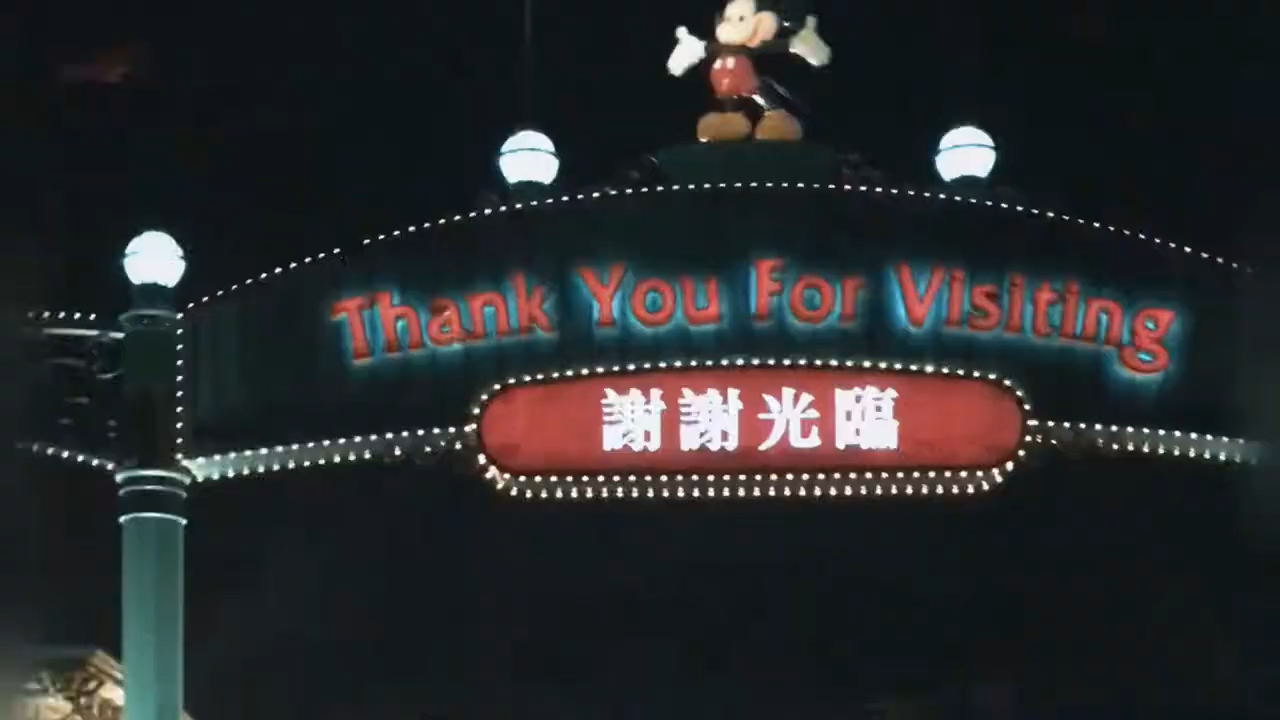 Thank You For Visiting
謝謝光臨